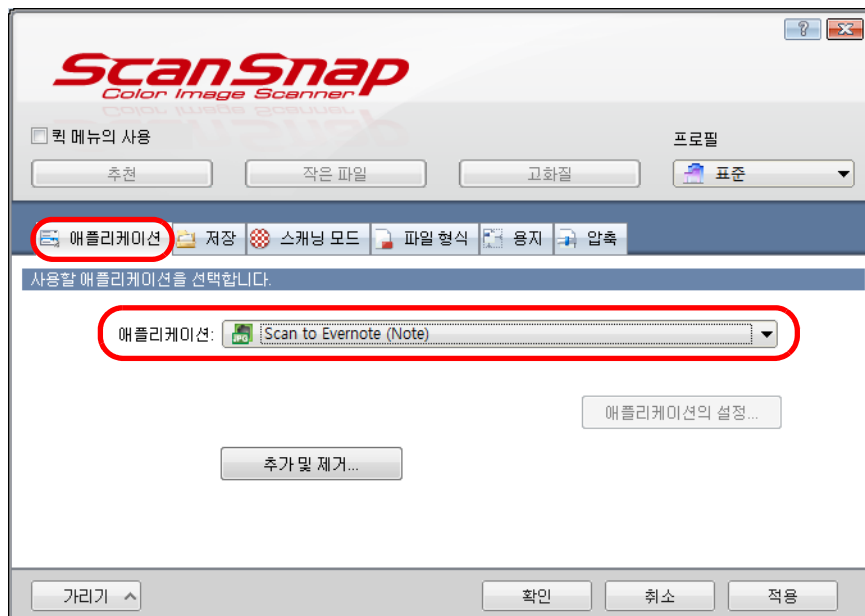 ScanSnap
Color Image Scanner
퀵 메뉴의 사용
프로필
추천
작은 파일
고화질
표준
애플리케이션
저장
스캐닝 모드
파일 형식
용지
압축
사용할 애플리케이션을 선택합니다.
애플리케이션:
JPG
Scan to Evernote (Note)
애플리케이션의 설정...
추가 및 제거...
가리기
확인
취소
적용